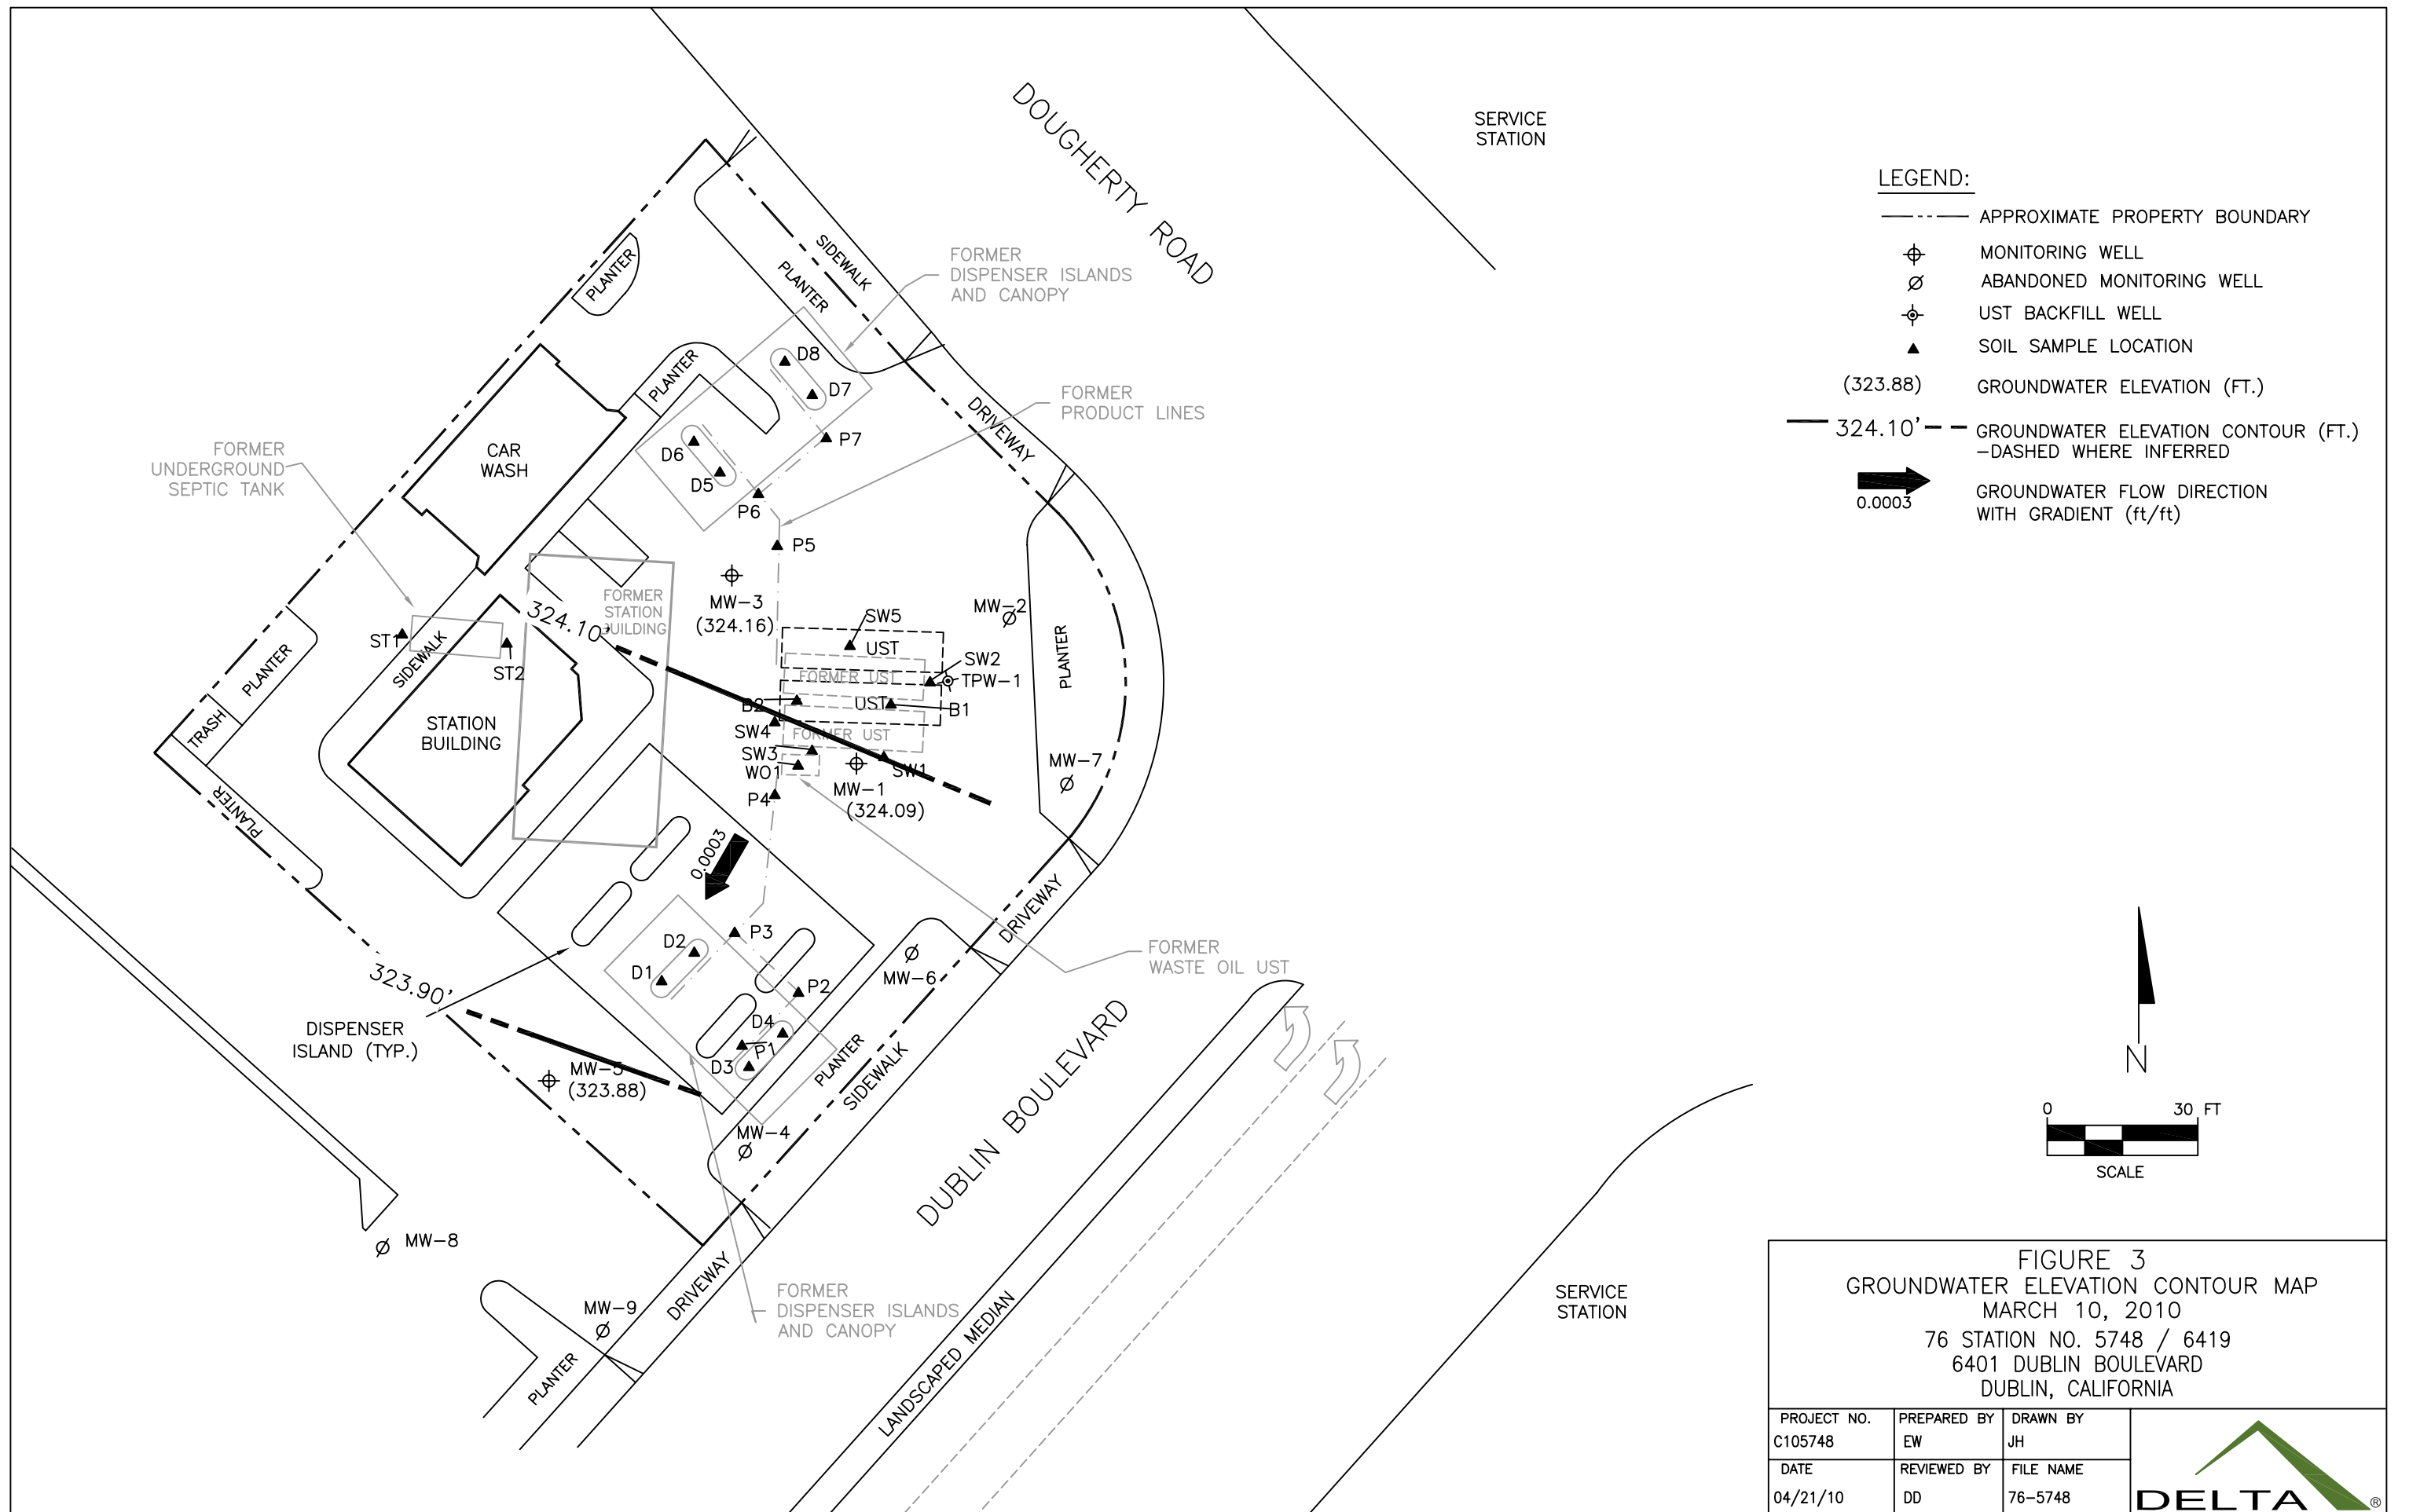 DOUGHERTY ROAD
SERVICE
STATION
LEGEND:
APPROXIMATE PROPERTY BOUNDARY
MONITORING WELL
ABANDONED MONITORING WELL
UST BACKFILL WELL
SOIL SAMPLE LOCATION
(323.88) GROUNDWATER ELEVATION (FT.)
324.10' GROUNDWATER ELEVATION CONTOUR (FT.)
-DASHED WHERE INFERRED
0.0003
GROUNDWATER FLOW DIRECTION
WITH GRADIENT (ft/ft)
SIDEWALK
PLANTER
PLANTER
FORMER
DISPENSER ISLANDS
AND CANOPY
D8
D7
PLANTER
FORMER
PRODUCT LINES
DRIVEWAY
P7
D6
D5
P6
CAR
WASH
FORMER
UNDERGROUND
SEPTIC TANK
P5
MW-3
(324.16)
FORMER
STATION
BUILDING
324.10'
MW-2
SW5
UST
SW2
TPW-1
FORMER UST
UST
B1
B2
SW4
FORMER UST
SW3
WO1
SW1
MW-1
(324.09)
P4
MW-7
PLANTER
ST1
ST2
SIDEWALK
PLANTER
TRASH
PLANTER
STATION
BUILDING
0.0003
P3
D2
D1
P2
D4
P1
D3
MW-6
DRIVEWAY
FORMER
WASTE OIL UST
323.90'
DISPENSER
ISLAND (TYP.)
MW-5
(323.88)
PLANTER
SIDEWALK
DUBLIN BOULEVARD
MW-4
MW-8
MW-9
DRIVEWAY
PLANTER
FORMER
DISPENSER ISLANDS
AND CANOPY
LANDSCAPED MEDIAN
SERVICE
STATION
N
0 30 FT
SCALE
FIGURE 3
GROUNDWATER ELEVATION CONTOUR MAP
MARCH 10, 2010
76 STATION NO. 5748 / 6419
6401 DUBLIN BOULEVARD
DUBLIN, CALIFORNIA
PROJECT NO. PREPARED BY DRAWN BY
C105748 EW JH
DATE REVIEWED BY FILE NAME
04/21/10 DD 76-5748
DELTA ®